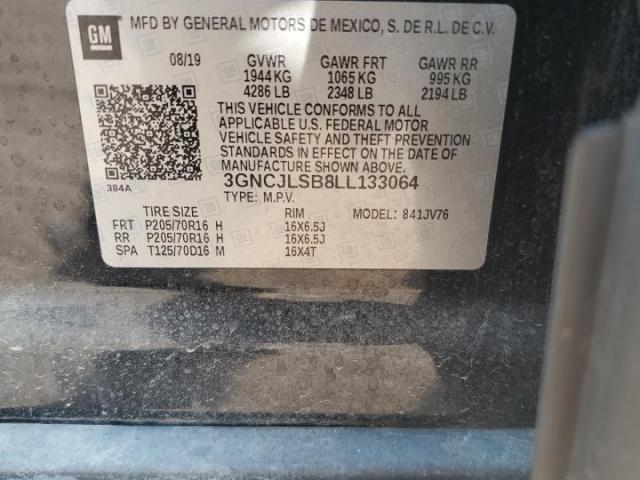 GM
MFD BY GENERAL MOTORS DE MEXICO, S. DE R.L. DE C.V.
08/19 GVWR GAWR FRT GAWR RR
1944 KG 1065 KG 995 KG
4286 LB 2348 LB 2194 LB
THIS VEHICLE CONFORMS TO ALL
APPLICABLE U.S. FEDERAL MOTOR
VEHICLE SAFETY AND THEFT PREVENTION
STANDARDS IN EFFECT ON THE DATE OF
MANUFACTURE SHOWN ABOVE.
384A
3GNCJLSB8LL133064
TYPE: M.P.V.
TIRE SIZE RIM MODEL: 841JV76
FRT P205/70R16 H 16X6.5J
RR P205/70R16 H 16X6.5J
SPA T125/70D16 M 16X4T